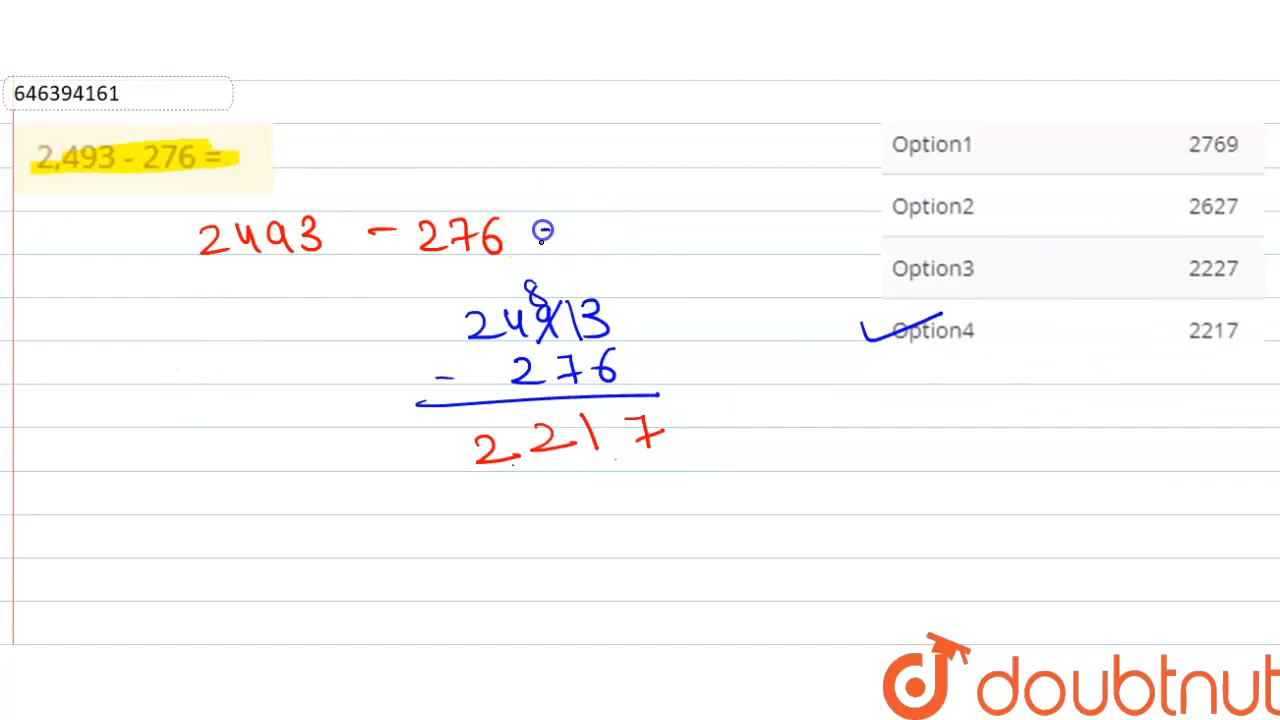 646394161
2,493 - 276 =
2493 - 276 =
8
24913
- 276
2217
Option1 2769
Option2 2627
Option3 2227
Option4 2217
doubtnut